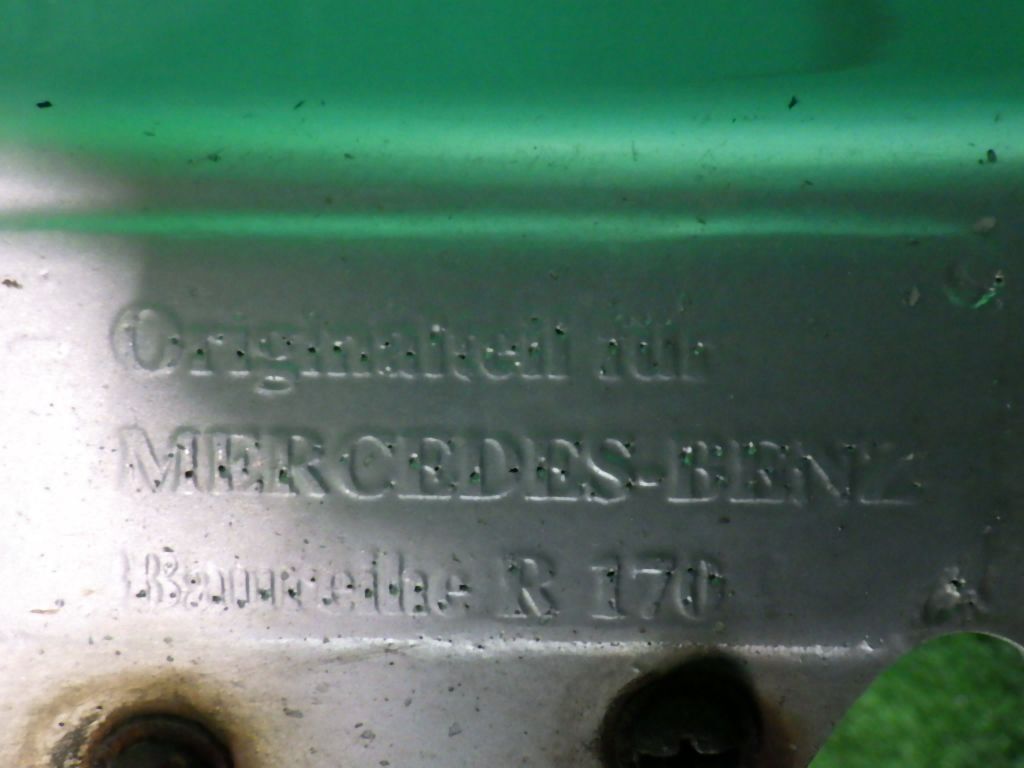 Originalteil für
MERCEDES-BENZ
Baureihe R 170